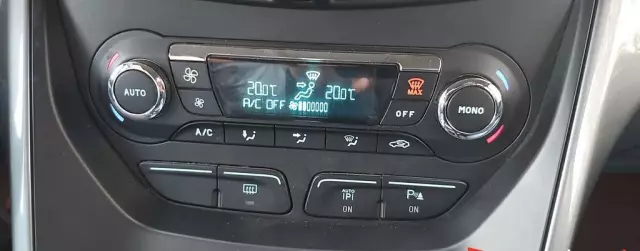 20.0°C 20.0°C
A/C OFF
AUTO
MAX
OFF
MONO
A/C
AUTO
(P)
ON
P
ON